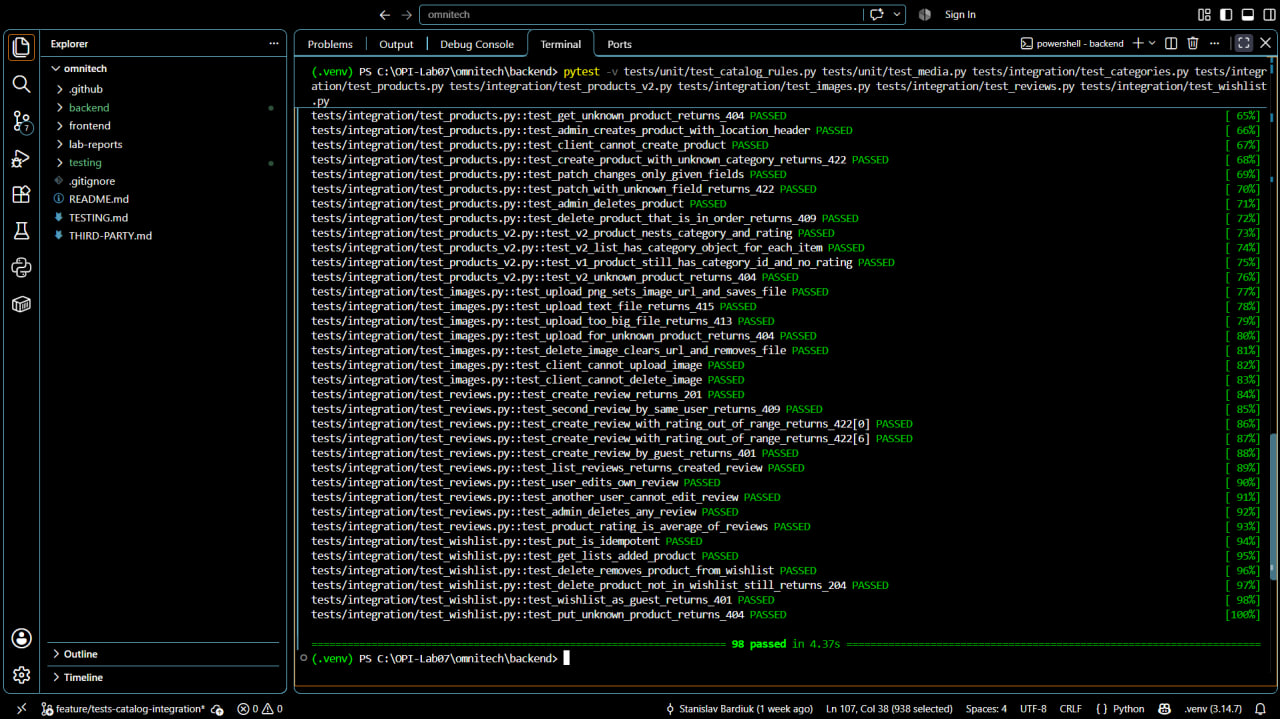 omnitech
Sign In
Explorer
Problems
Output
Debug Console
Terminal
Ports
powershell - backend
omnitech
.github
backend
frontend
lab-reports
testing
.gitignore
README.md
TESTING.md
THIRD-PARTY.md
(.venv) PS C:\OPI-Lab07\omnitech\backend> pytest -v tests/unit/test_catalog_rules.py tests/unit/test_media.py tests/integration/test_categories.py tests/integr
ation/test_products.py tests/integration/test_products_v2.py tests/integration/test_images.py tests/integration/test_reviews.py tests/integration/test_wishlist
.py
tests/integration/test_products.py::test_get_unknown_product_returns_404 PASSED [ 65%]
tests/integration/test_products.py::test_admin_creates_product_with_location_header PASSED [ 66%]
tests/integration/test_products.py::test_client_cannot_create_product PASSED [ 67%]
tests/integration/test_products.py::test_create_product_with_unknown_category_returns_422 PASSED [ 68%]
tests/integration/test_products.py::test_patch_changes_only_given_fields PASSED [ 69%]
tests/integration/test_products.py::test_patch_with_unknown_field_returns_422 PASSED [ 70%]
tests/integration/test_products.py::test_admin_deletes_product PASSED [ 71%]
tests/integration/test_products.py::test_delete_product_that_is_in_order_returns_409 PASSED [ 72%]
tests/integration/test_products_v2.py::test_v2_product_nests_category_and_rating PASSED [ 73%]
tests/integration/test_products_v2.py::test_v2_list_has_category_object_for_each_item PASSED [ 74%]
tests/integration/test_products_v2.py::test_v1_product_still_has_category_id_and_no_rating PASSED [ 75%]
tests/integration/test_products_v2.py::test_v2_unknown_product_returns_404 PASSED [ 76%]
tests/integration/test_images.py::test_upload_png_sets_image_url_and_saves_file PASSED [ 77%]
tests/integration/test_images.py::test_upload_text_file_returns_415 PASSED [ 78%]
tests/integration/test_images.py::test_upload_too_big_file_returns_413 PASSED [ 79%]
tests/integration/test_images.py::test_upload_for_unknown_product_returns_404 PASSED [ 80%]
tests/integration/test_images.py::test_delete_image_clears_url_and_removes_file PASSED [ 81%]
tests/integration/test_images.py::test_client_cannot_upload_image PASSED [ 82%]
tests/integration/test_images.py::test_client_cannot_delete_image PASSED [ 83%]
tests/integration/test_reviews.py::test_create_review_returns_201 PASSED [ 84%]
tests/integration/test_reviews.py::test_second_review_by_same_user_returns_409 PASSED [ 85%]
tests/integration/test_reviews.py::test_create_review_with_rating_out_of_range_returns_422[0] PASSED [ 86%]
tests/integration/test_reviews.py::test_create_review_with_rating_out_of_range_returns_422[6] PASSED [ 87%]
tests/integration/test_reviews.py::test_create_review_by_guest_returns_401 PASSED [ 88%]
tests/integration/test_reviews.py::test_list_reviews_returns_created_review PASSED [ 89%]
tests/integration/test_reviews.py::test_user_edits_own_review PASSED [ 90%]
tests/integration/test_reviews.py::test_another_user_cannot_edit_review PASSED [ 91%]
tests/integration/test_reviews.py::test_admin_deletes_any_review PASSED [ 92%]
tests/integration/test_reviews.py::test_product_rating_is_average_of_reviews PASSED [ 93%]
tests/integration/test_wishlist.py::test_put_is_idempotent PASSED [ 94%]
tests/integration/test_wishlist.py::test_get_lists_added_product PASSED [ 95%]
tests/integration/test_wishlist.py::test_delete_removes_product_from_wishlist PASSED [ 96%]
tests/integration/test_wishlist.py::test_delete_product_not_in_wishlist_still_returns_204 PASSED [ 97%]
tests/integration/test_wishlist.py::test_wishlist_as_guest_returns_401 PASSED [ 98%]
tests/integration/test_wishlist.py::test_put_unknown_product_returns_404 PASSED [100%]
98 passed in 4.37s
(.venv) PS C:\OPI-Lab07\omnitech\backend>
Outline
Timeline
7
feature/tests-catalog-integration*
0 0
Stanislav Bardiuk (1 week ago)
Ln 107, Col 38 (938 selected)
Spaces: 4
UTF-8
CRLF
{ } Python
.venv (3.14.7)